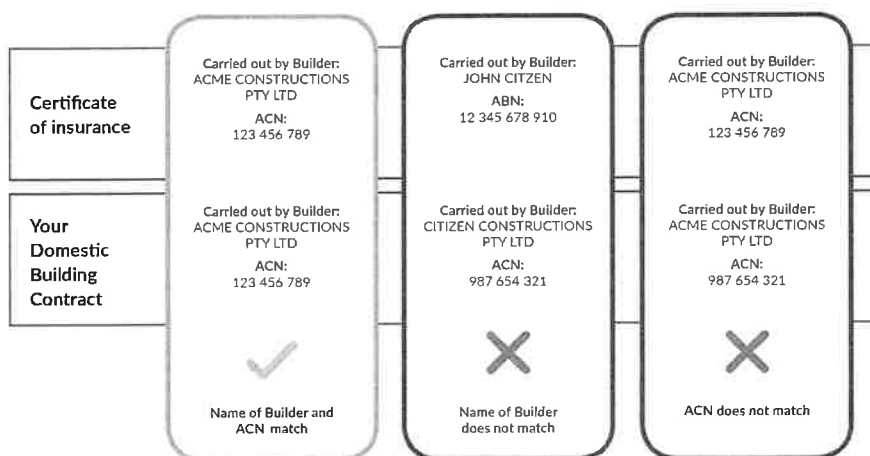 Certificate
of insurance
Carried out by Builder:
ACME CONSTRUCTIONS
PTY LTD
ACN:
123 456 789
Carried out by Builder:
JOHN CITZEN
ABN:
12 345 678 910
Carried out by Builder:
ACME CONSTRUCTIONS
PTY LTD
ACN:
123 456 789
Your
Domestic
Building
Contract
Carried out by Builder:
ACME CONSTRUCTIONS
PTY LTD
ACN:
123 456 789
Carried out by Builder:
CITIZEN CONSTRUCTIONS
PTY LTD
ACN:
987 654 321
Carried out by Builder:
ACME CONSTRUCTIONS
PTY LTD
ACN:
987 654 321
Name of Builder and
ACN match
Name of Builder
does not match
ACN does not match